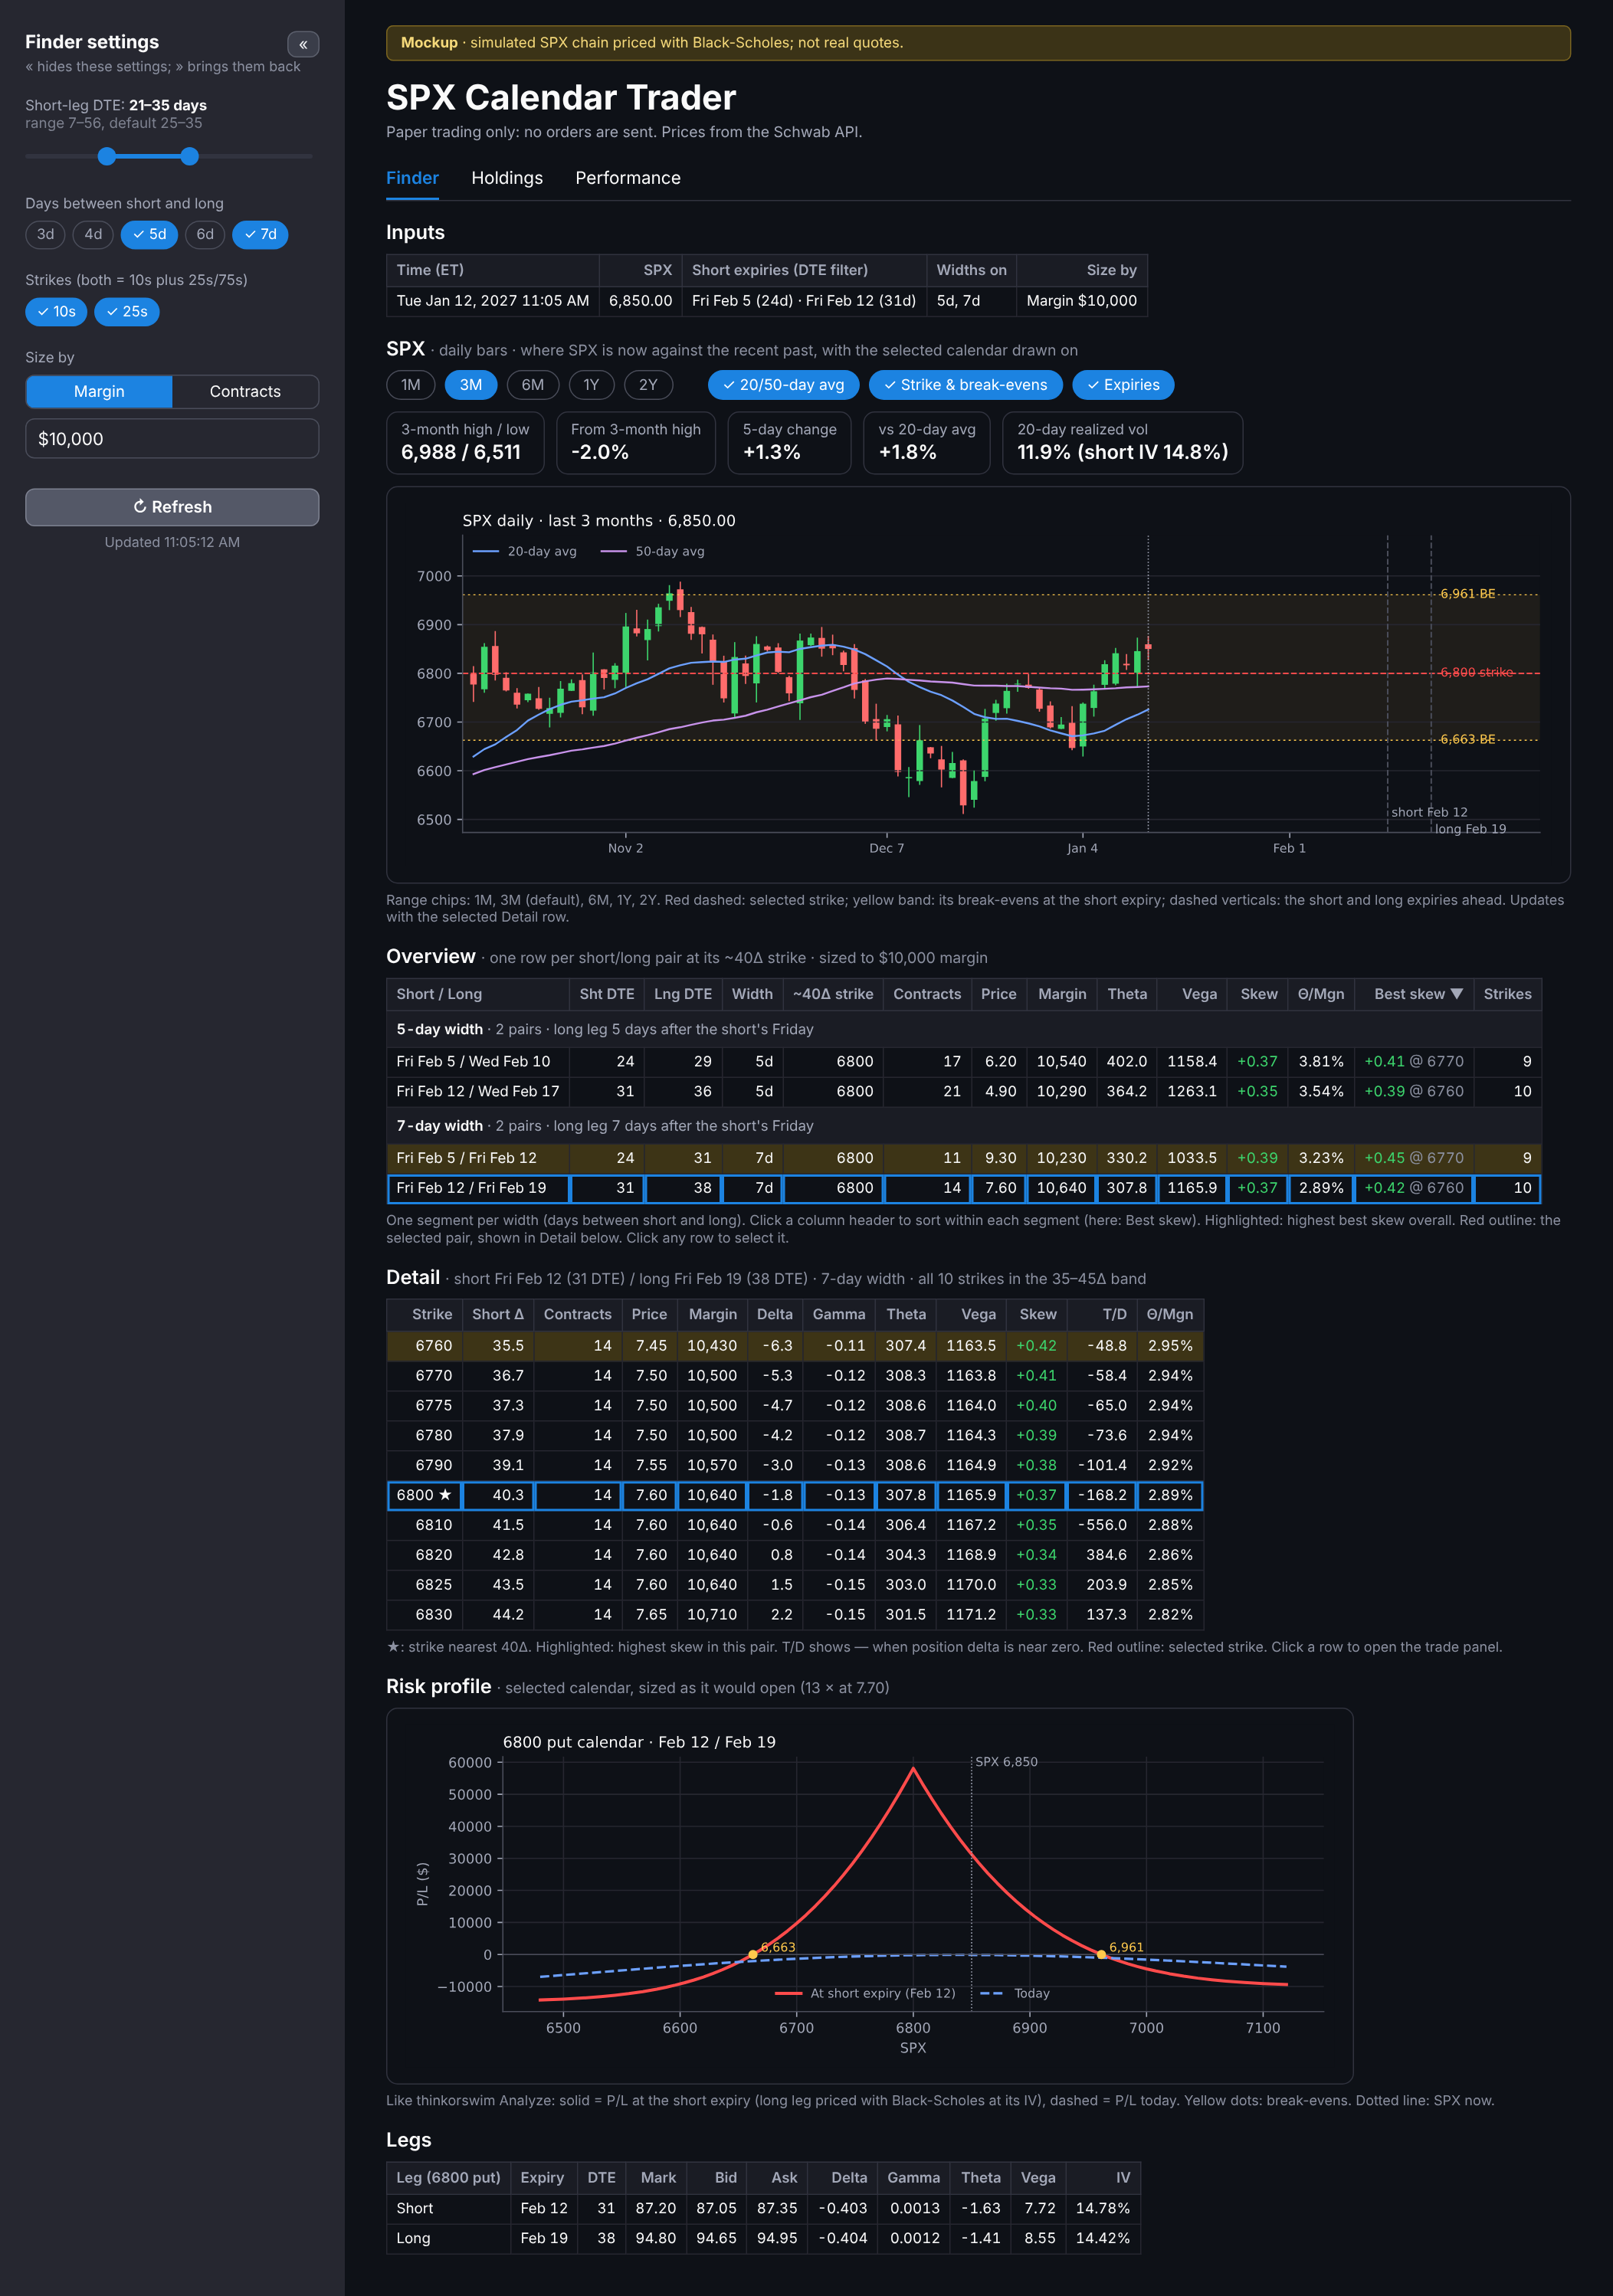 Finder settings
«
« hides these settings; » brings them back
Short-leg DTE: 21–35 days
range 7–56, default 25–35
Days between short and long
3d 4d ✓ 5d 6d ✓ 7d
Strikes (both = 10s plus 25s/75s)
✓ 10s ✓ 25s
Size by
Margin Contracts
$10,000
↻ Refresh
Updated 11:05:12 AM
Mockup · simulated SPX chain priced with Black-Scholes; not real quotes.
SPX Calendar Trader
Paper trading only: no orders are sent. Prices from the Schwab API.
Finder Holdings Performance
Inputs
Time (ET) SPX Short expiries (DTE filter) Widths on Size by
Tue Jan 12, 2027 11:05 AM 6,850.00 Fri Feb 5 (24d) · Fri Feb 12 (31d) 5d, 7d Margin $10,000
SPX · daily bars · where SPX is now against the recent past, with the selected calendar drawn on
1M 3M 6M 1Y 2Y ✓ 20/50-day avg ✓ Strike & break-evens ✓ Expiries
3-month high / low From 3-month high 5-day change vs 20-day avg 20-day realized vol
6,988 / 6,511 -2.0% +1.3% +1.8% 11.9% (short IV 14.8%)
SPX daily · last 3 months · 6,850.00
20-day avg 50-day avg
7000
6,961 BE
6900
6800
6,800 strike
6700
6,663 BE
6600
6500
short Feb 12
long Feb 19
Nov 2 Dec 7 Jan 4 Feb 1
Range chips: 1M, 3M (default), 6M, 1Y, 2Y. Red dashed: selected strike; yellow band: its break-evens at the short expiry; dashed verticals: the short and long expiries ahead. Updates
with the selected Detail row.
Overview · one row per short/long pair at its ~40Δ strike · sized to $10,000 margin
Short / Long Sht DTE Lng DTE Width ~40Δ strike Contracts Price Margin Theta Vega Skew Θ/Mgn Best skew ▼ Strikes
5-day width · 2 pairs · long leg 5 days after the short's Friday
Fri Feb 5 / Wed Feb 10 24 29 5d 6800 17 6.20 10,540 402.0 1158.4 +0.37 3.81% +0.41 @ 6770 9
Fri Feb 12 / Wed Feb 17 31 36 5d 6800 21 4.90 10,290 364.2 1263.1 +0.35 3.54% +0.39 @ 6760 10
7-day width · 2 pairs · long leg 7 days after the short's Friday
Fri Feb 5 / Fri Feb 12 24 31 7d 6800 11 9.30 10,230 330.2 1033.5 +0.39 3.23% +0.45 @ 6770 9
Fri Feb 12 / Fri Feb 19 31 38 7d 6800 14 7.60 10,640 307.8 1165.9 +0.37 2.89% +0.42 @ 6760 10
One segment per width (days between short and long). Click a column header to sort within each segment (here: Best skew). Highlighted: highest best skew overall. Red outline: the
selected pair, shown in Detail below. Click any row to select it.
Detail · short Fri Feb 12 (31 DTE) / long Fri Feb 19 (38 DTE) · 7-day width · all 10 strikes in the 35–45Δ band
Strike Short Δ Contracts Price Margin Delta Gamma Theta Vega Skew T/D Θ/Mgn
6760 35.5 14 7.45 10,430 -6.3 -0.11 307.4 1163.5 +0.42 -48.8 2.95%
6770 36.7 14 7.50 10,500 -5.3 -0.12 308.3 1163.8 +0.41 -58.4 2.94%
6775 37.3 14 7.50 10,500 -4.7 -0.12 308.6 1164.0 +0.40 -65.0 2.94%
6780 37.9 14 7.50 10,500 -4.2 -0.12 308.7 1164.3 +0.39 -73.6 2.94%
6790 39.1 14 7.55 10,570 -3.0 -0.13 308.6 1164.9 +0.38 -101.4 2.92%
6800 ★ 40.3 14 7.60 10,640 -1.8 -0.13 307.8 1165.9 +0.37 -168.2 2.89%
6810 41.5 14 7.60 10,640 -0.6 -0.14 306.4 1167.2 +0.35 -556.0 2.88%
6820 42.8 14 7.60 10,640 0.8 -0.14 304.3 1168.9 +0.34 384.6 2.86%
6825 43.5 14 7.60 10,640 1.5 -0.15 303.0 1170.0 +0.33 203.9 2.85%
6830 44.2 14 7.65 10,710 2.2 -0.15 301.5 1171.2 +0.33 137.3 2.82%
★: strike nearest 40Δ. Highlighted: highest skew in this pair. T/D shows — when position delta is near zero. Red outline: selected strike. Click a row to open the trade panel.
Risk profile · selected calendar, sized as it would open (13 × at 7.70)
6800 put calendar · Feb 12 / Feb 19
60000
SPX 6,850
50000
40000
30000
20000
10000
0
−10000
P/L ($)
6,663
6,961
At short expiry (Feb 12) Today
6500 6600 6700 6800 6900 7000 7100
SPX
Like thinkorswim Analyze: solid = P/L at the short expiry (long leg priced with Black-Scholes at its IV), dashed = P/L today. Yellow dots: break-evens. Dotted line: SPX now.
Legs
Leg (6800 put) Expiry DTE Mark Bid Ask Delta Gamma Theta Vega IV
Short Feb 12 31 87.20 87.05 87.35 -0.403 0.0013 -1.63 7.72 14.78%
Long Feb 19 38 94.80 94.65 94.95 -0.404 0.0012 -1.41 8.55 14.42%